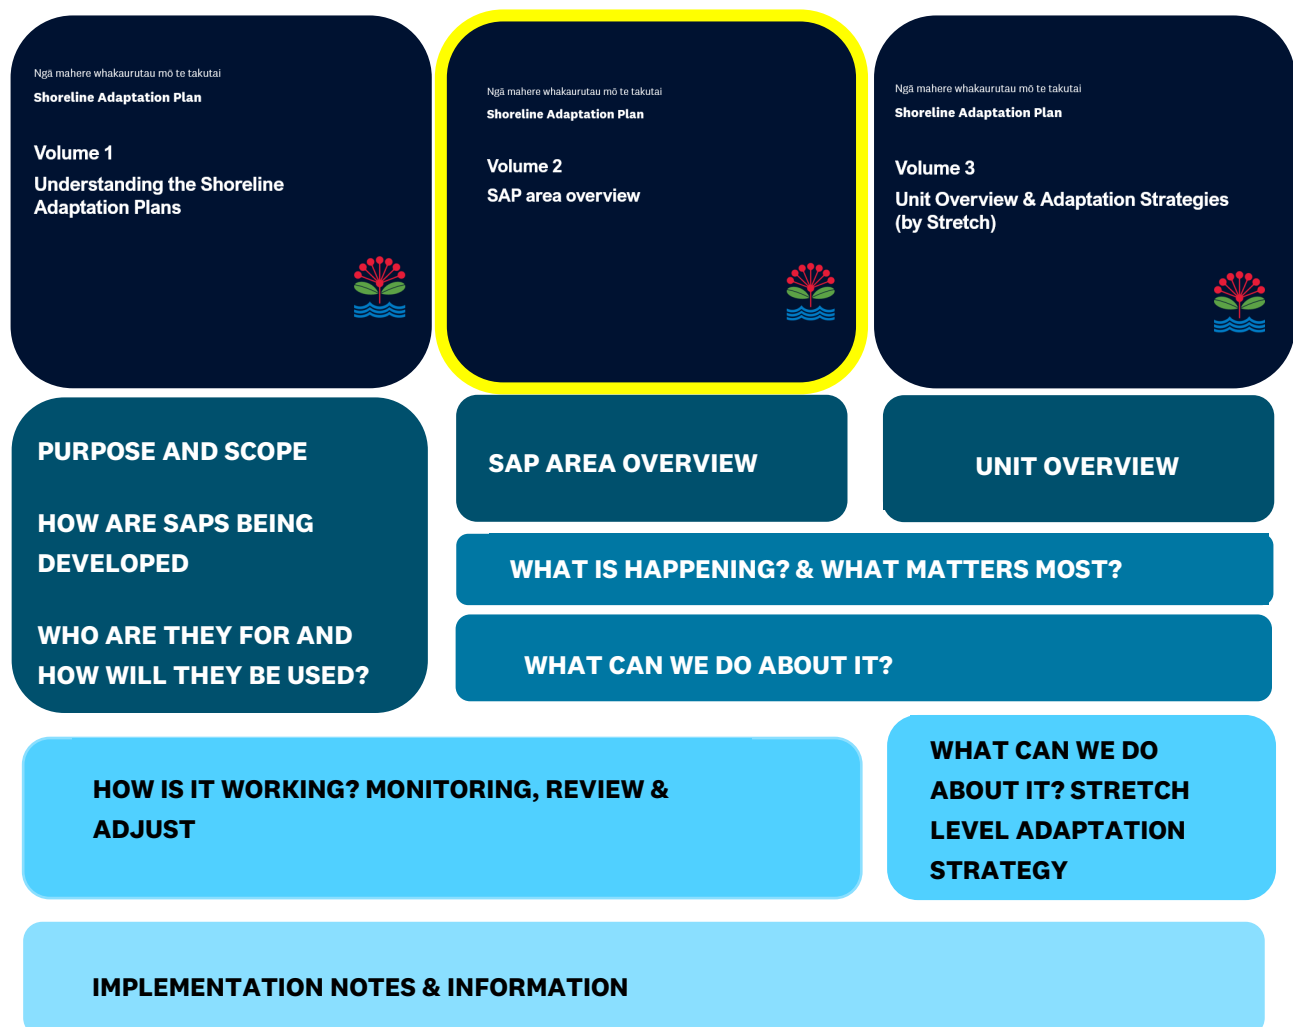 Ngā mahere whakaurutau mō te takutai
Shoreline Adaptation Plan
Volume 1
Understanding the Shoreline
Adaptation Plans
Ngā mahere whakaurutau mō te takutai
Shoreline Adaptation Plan
Volume 2
SAP area overview
Ngā mahere whakaurutau mō te takutai
Shoreline Adaptation Plan
Volume 3
Unit Overview & Adaptation Strategies
(by Stretch)
PURPOSE AND SCOPE
HOW ARE SAPS BEING
DEVELOPED
WHO ARE THEY FOR AND
HOW WILL THEY BE USED?
SAP AREA OVERVIEW
UNIT OVERVIEW
WHAT IS HAPPENING? & WHAT MATTERS MOST?
WHAT CAN WE DO ABOUT IT?
HOW IS IT WORKING? MONITORING, REVIEW &
ADJUST
WHAT CAN WE DO
ABOUT IT? STRETCH
LEVEL ADAPTATION
STRATEGY
IMPLEMENTATION NOTES & INFORMATION